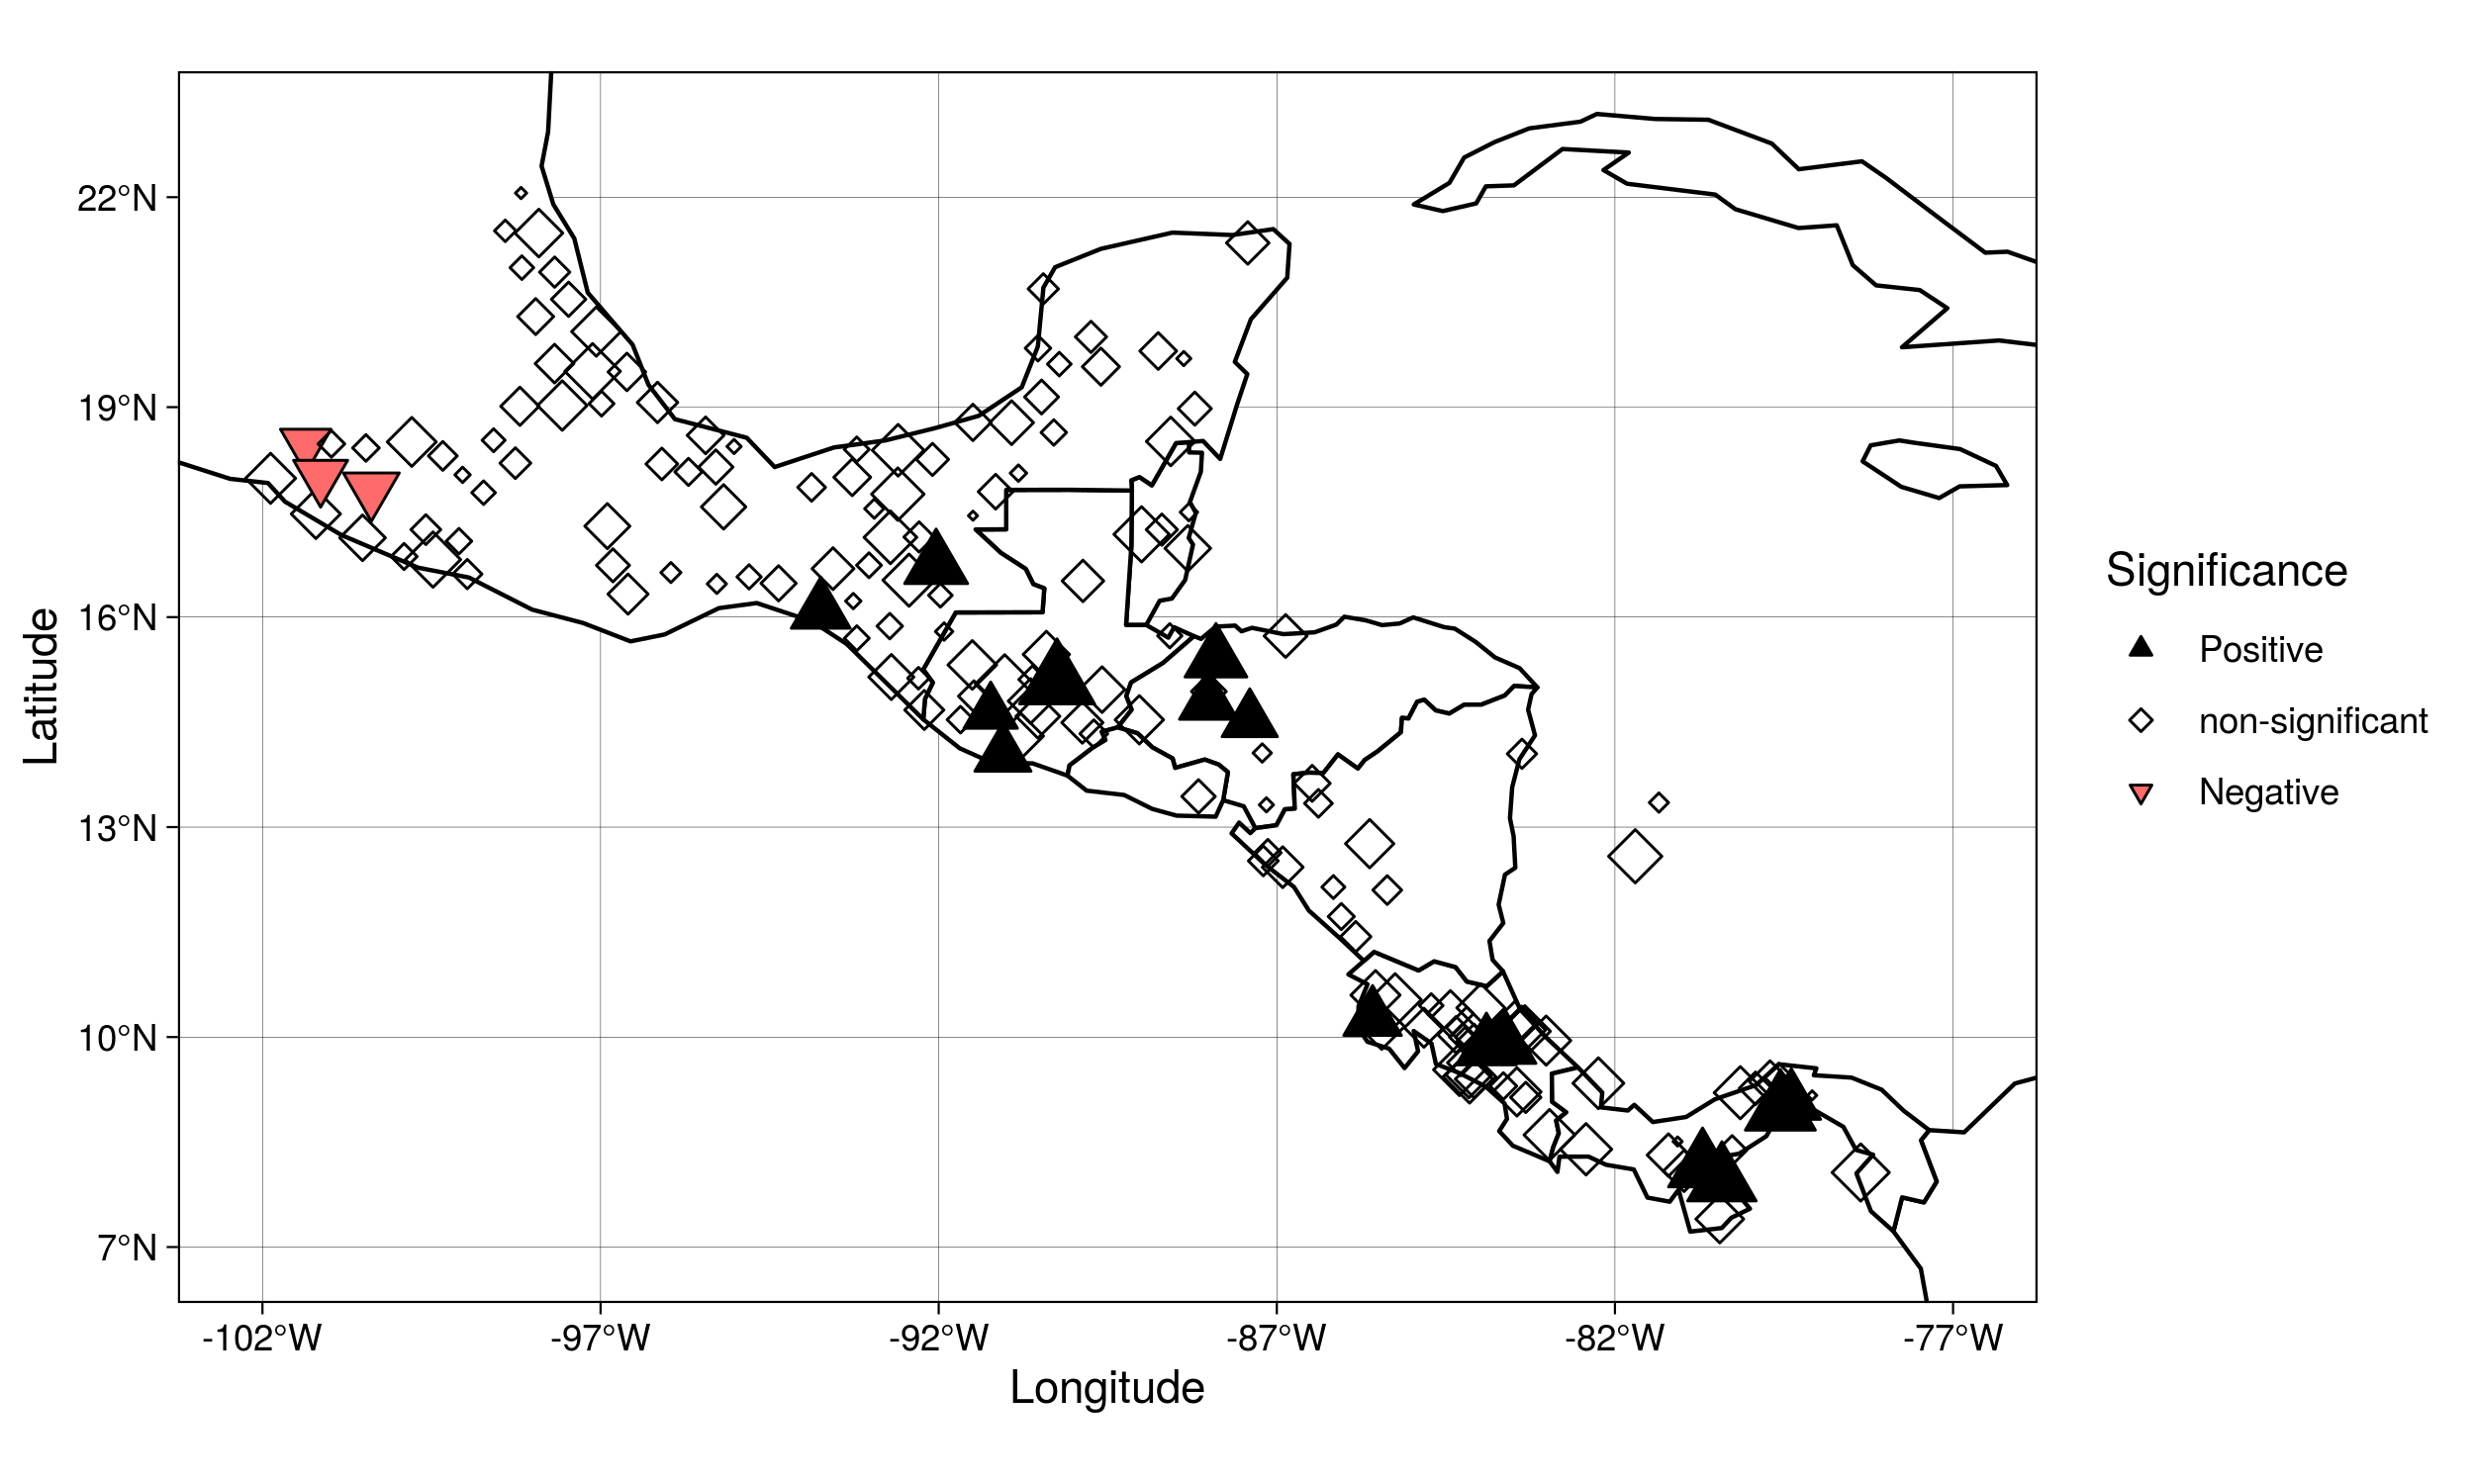 22°N
19°N
16°N
13°N
10°N
7°N
Latitude
-102°W
-97°W
-92°W
-87°W
-82°W
-77°W
Longitude
Significance
Positive
non-significant
Negative